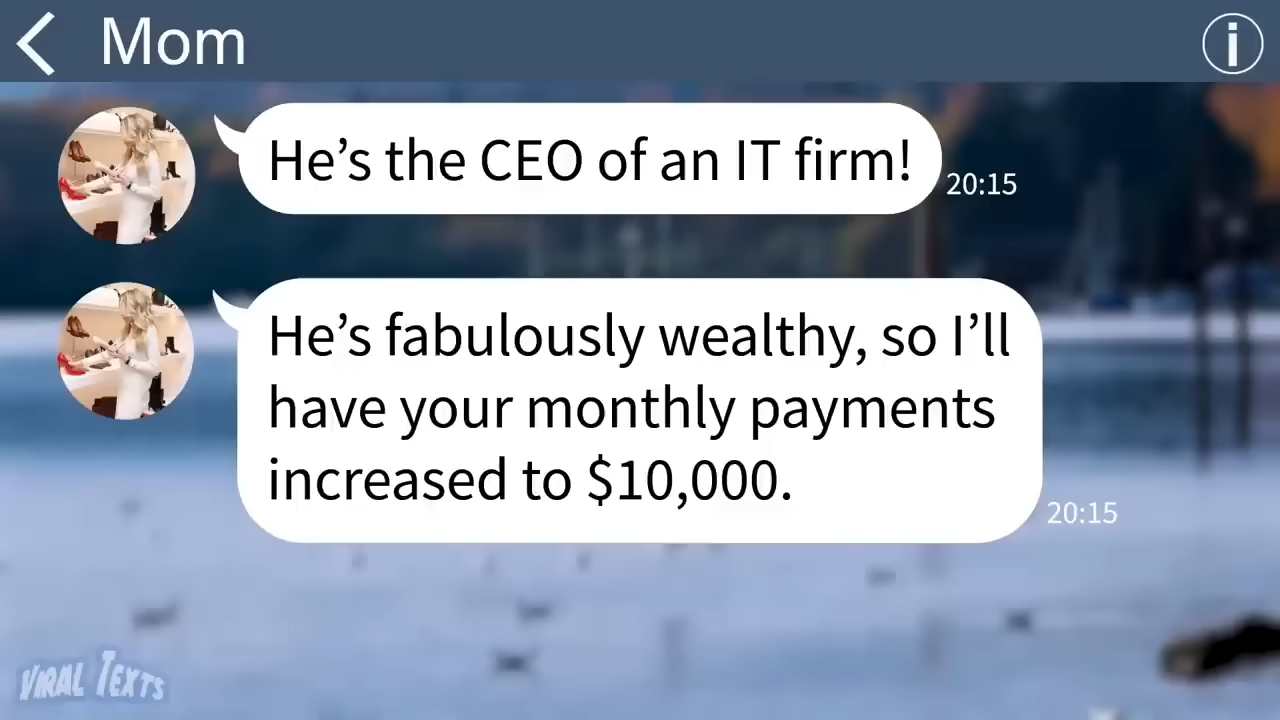 Mom
i
He’s the CEO of an IT firm!
20:15
He’s fabulously wealthy, so I’ll
have your monthly payments
increased to $10,000.
20:15
VIRAL TEXTS